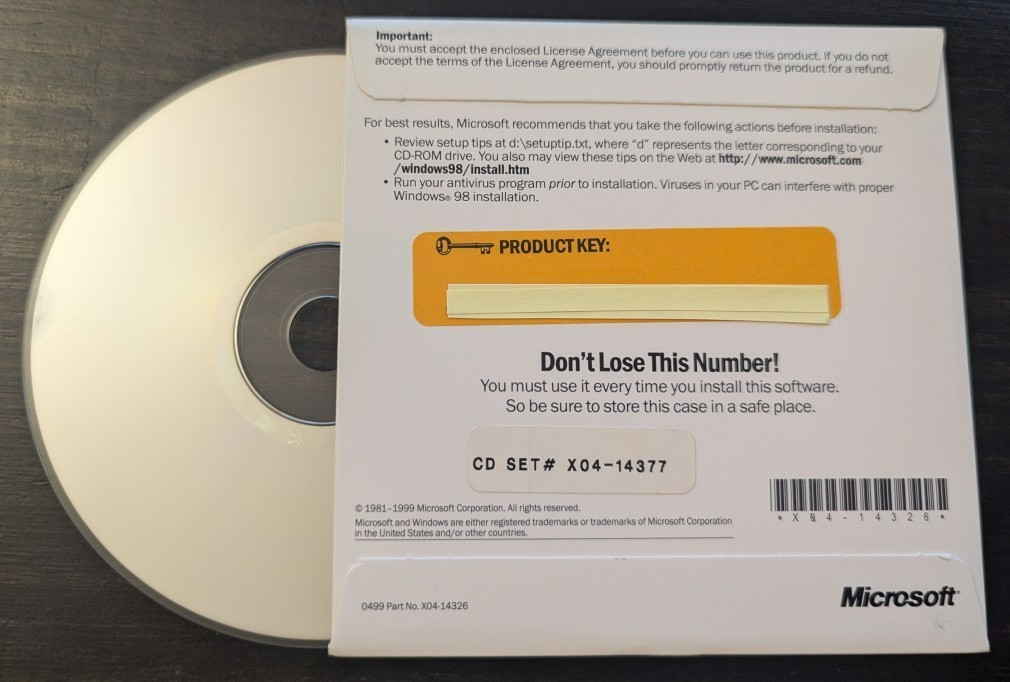 Important:
You must accept the enclosed License Agreement before you can use this product. If you do not
accept the terms of the License Agreement, you should promptly return the product for a refund.
For best results, Microsoft recommends that you take the following actions before installation:
• Review setup tips at d:\setuptip.txt, where “d” represents the letter corresponding to your
CD-ROM drive. You also may view these tips on the Web at http://www.microsoft.com
/windows98/install.htm
• Run your antivirus program prior to installation. Viruses in your PC can interfere with proper
Windows® 98 installation.
PRODUCT KEY:
Don’t Lose This Number!
You must use it every time you install this software.
So be sure to store this case in a safe place.
CD SET# X04-14377
*X04-14326*
© 1981–1999 Microsoft Corporation. All rights reserved.
Microsoft and Windows are either registered trademarks or trademarks of Microsoft Corporation
in the United States and/or other countries.
0499 Part No. X04-14326
Microsoft®